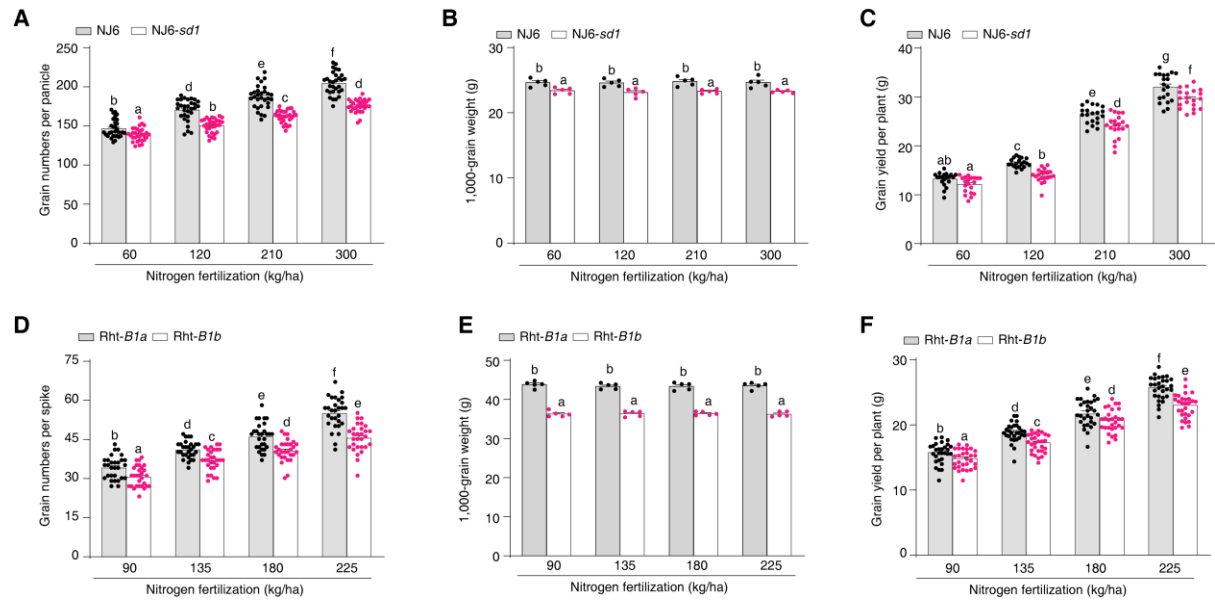 A
NJ6 NJ6-sd1
Grain numbers per panicle
250
200
150
100
50
0
b a d b e c f d
60 120 210 300
Nitrogen fertilization (kg/ha)
B
NJ6 NJ6-sd1
1,000-grain weight (g)
30
20
10
0
b a b a b a b a
60 120 210 300
Nitrogen fertilization (kg/ha)
C
NJ6 NJ6-sd1
Grain yield per plant (g)
40
30
20
10
0
ab a c b e d g f
60 120 210 300
Nitrogen fertilization (kg/ha)
D
Rht-B1a Rht-B1b
Grain numbers per spike
75
60
45
30
15
0
b a d c e d f e
90 135 180 225
Nitrogen fertilization (kg/ha)
E
Rht-B1a Rht-B1b
1,000-grain weight (g)
50
40
30
20
10
0
b a b a b a b a
90 135 180 225
Nitrogen fertilization (kg/ha)
F
Rht-B1a Rht-B1b
Grain yield per plant (g)
30
20
10
0
b a d c e d f e
90 135 180 225
Nitrogen fertilization (kg/ha)